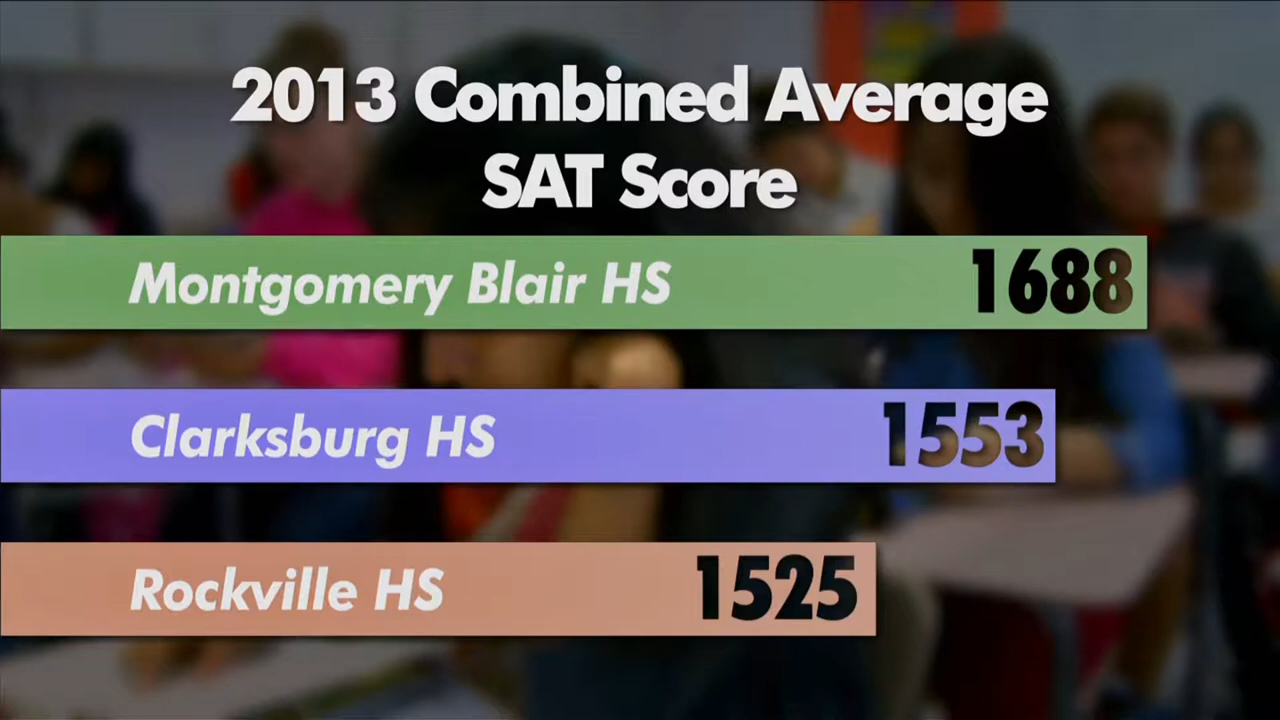 2013 Combined Average
SAT Score
Montgomery Blair HS 1688
Clarksburg HS 1553
Rockville HS 1525